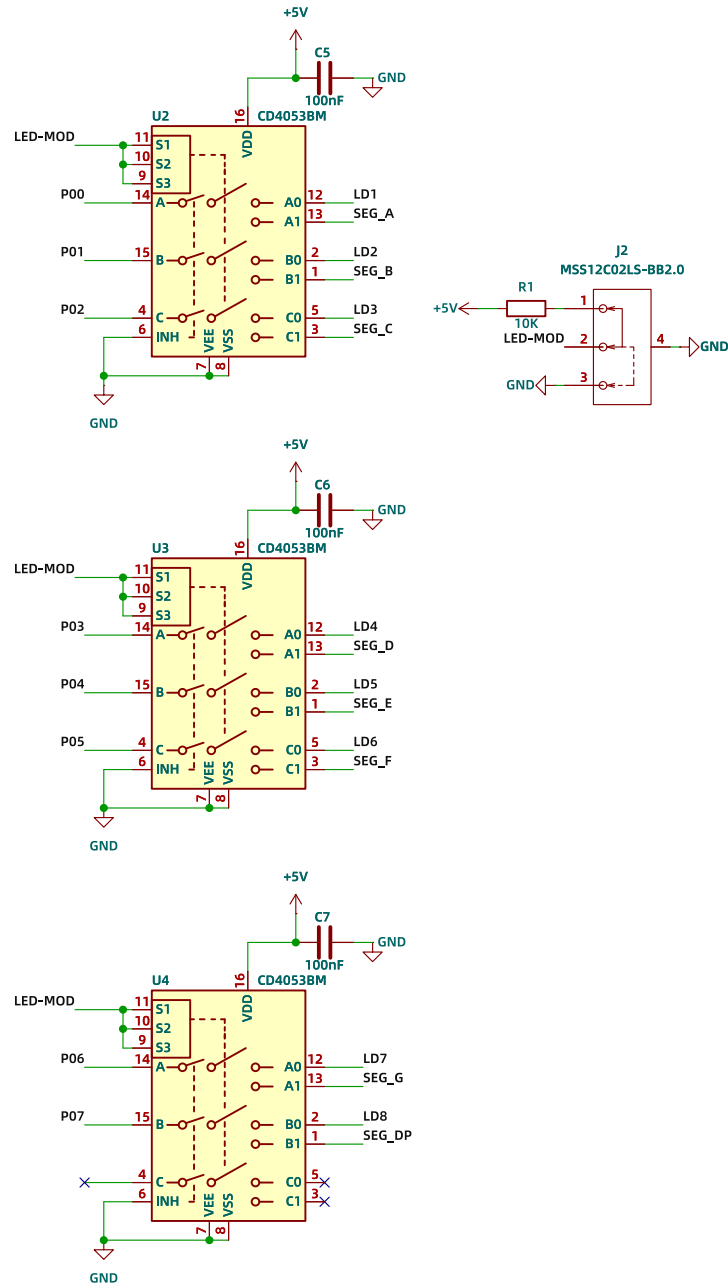 +5V
C5
GND
100nF
U2
16
CD4053BM
VDD
LED-MOD
11 S1
10 S2
9 S3
P00 14 A A0 12 LD1
A1 13 SEG_A
P01 15 B B0 2 LD2
B1 1 SEG_B
P02 4 C C0 5 LD3
6 INH C1 3 SEG_C
VEE VSS
7 8
GND
J2
MSS12C02LS-BB2.0
R1
+5V 10K 1
LED-MOD 2 4 GND
GND 3
+5V
C6
GND
100nF
U3
16
CD4053BM
VDD
LED-MOD
11 S1
10 S2
9 S3
P03 14 A A0 12 LD4
A1 13 SEG_D
P04 15 B B0 2 LD5
B1 1 SEG_E
P05 4 C C0 5 LD6
6 INH C1 3 SEG_F
VEE VSS
7 8
GND
+5V
C7
GND
100nF
U4
16
CD4053BM
VDD
LED-MOD
11 S1
10 S2
9 S3
P06 14 A A0 12 LD7
A1 13 SEG_G
P07 15 B B0 2 LD8
B1 1 SEG_DP
4 C C0 5
6 INH C1 3
VEE VSS
7 8
GND